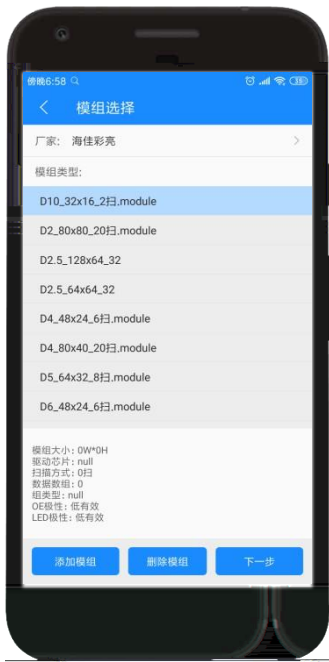 傍晚6:58
模组选择
厂家: 海佳彩亮
模组类型:
D10_32x16_2扫.module
D2_80x80_20扫.module
D2.5_128x64_32
D2.5_64x64_32
D4_48x24_6扫.module
D4_80x40_20扫.module
D5_64x32_8扫.module
D6_48x24_6扫.module
模组大小: 0W*0H
驱动芯片: null
扫描方式: 0扫
数据数组: 0
组类型: null
OE极性: 低有效
LED极性: 低有效
添加模组 删除模组 下一步